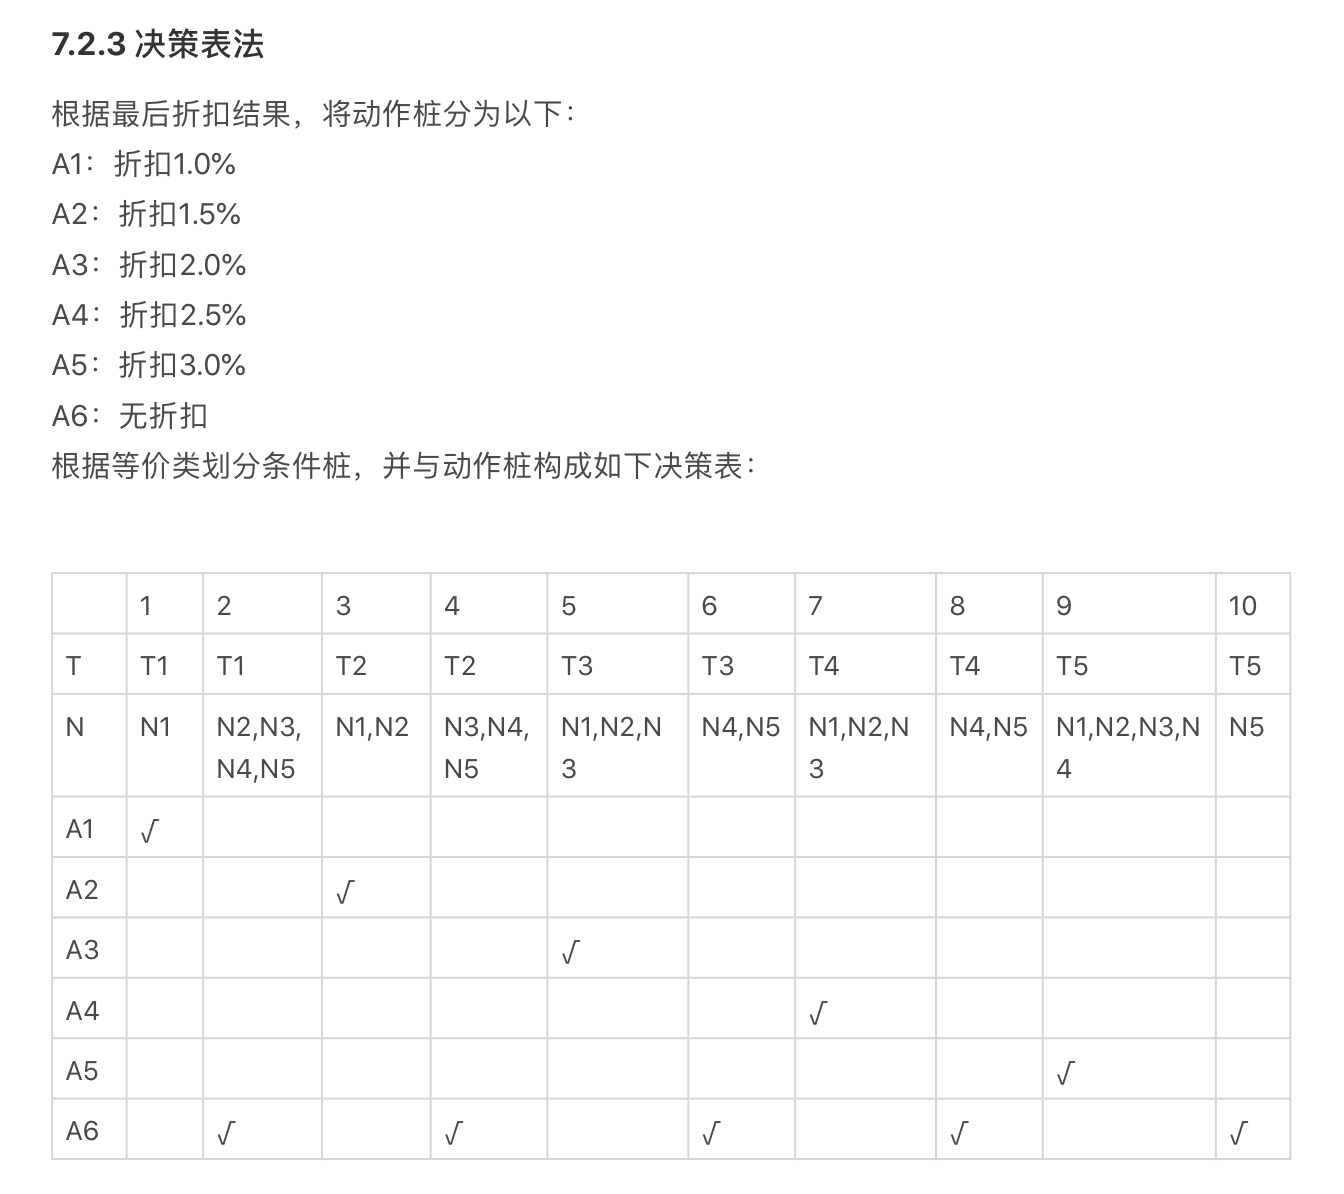 7.2.3 决策表法
根据最后折扣结果，将动作桩分为以下：
A1：折扣1.0%
A2：折扣1.5%
A3：折扣2.0%
A4：折扣2.5%
A5：折扣3.0%
A6：无折扣
根据等价类划分条件桩，并与动作桩构成如下决策表：
1 2 3 4 5 6 7 8 9 10
T T1 T1 T2 T2 T3 T3 T4 T4 T5 T5
N N1 N2,N3, N1,N2 N3,N4, N1,N2,N N4,N5 N1,N2,N N4,N5 N1,N2,N3,N N5
N4,N5 N5 3 3 4
A1 √
A2 √
A3 √
A4 √
A5 √
A6 √ √ √ √ √